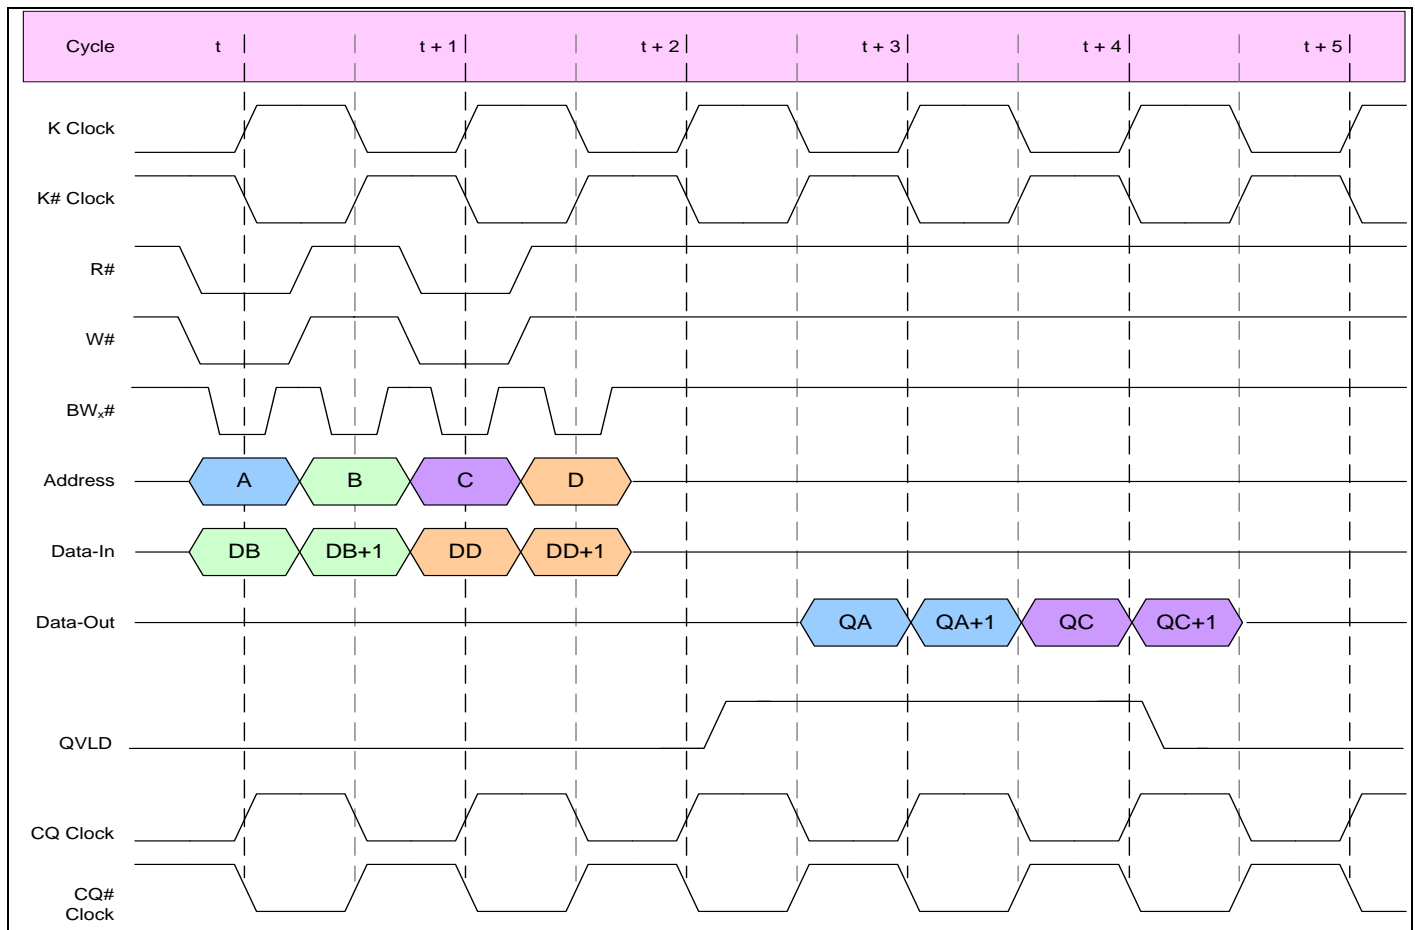 Cycle t t + 1 t + 2 t + 3 t + 4 t + 5
K Clock
K# Clock
R#
W#
BWₓ#
Address A B C D
Data-In DB DB+1 DD DD+1
Data-Out QA QA+1 QC QC+1
QVLD
CQ Clock
CQ#
Clock